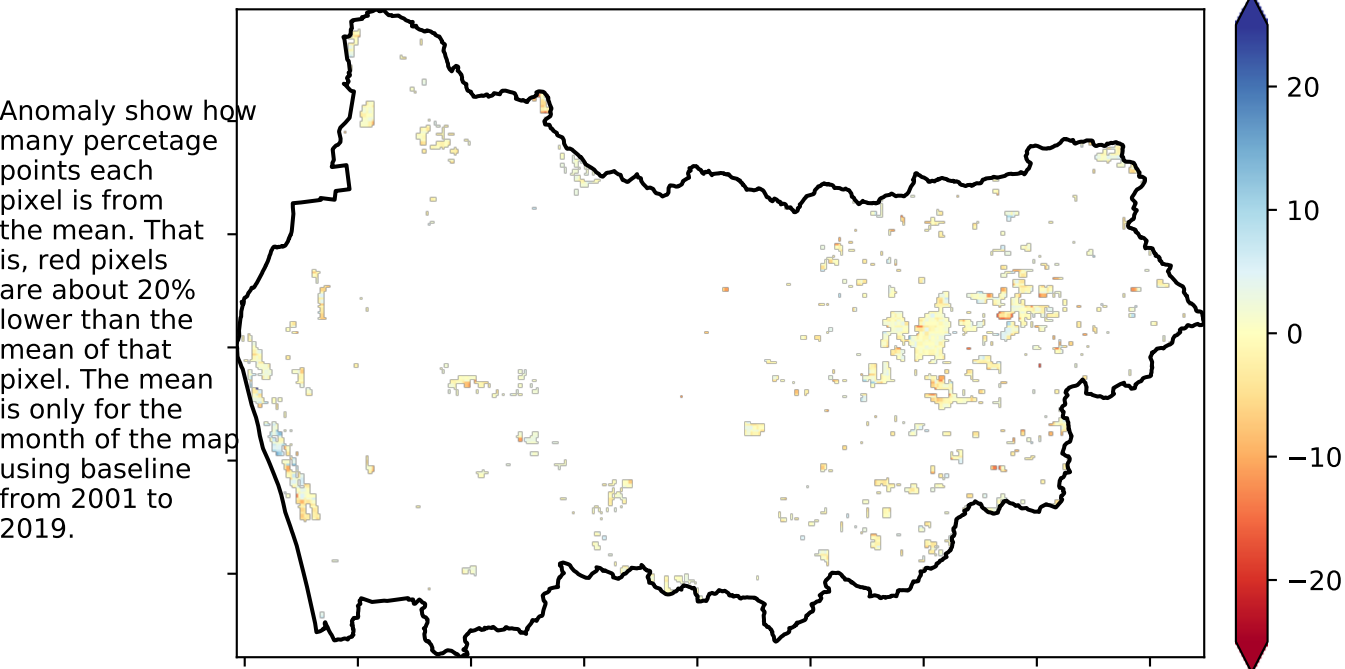 Anomaly show how
many percetage
points each
pixel is from
the mean. That
is, red pixels
are about 20%
lower than the
mean of that
pixel. The mean
is only for the
month of the map
using baseline
from 2001 to
2019.
20
10
0
−10
−20